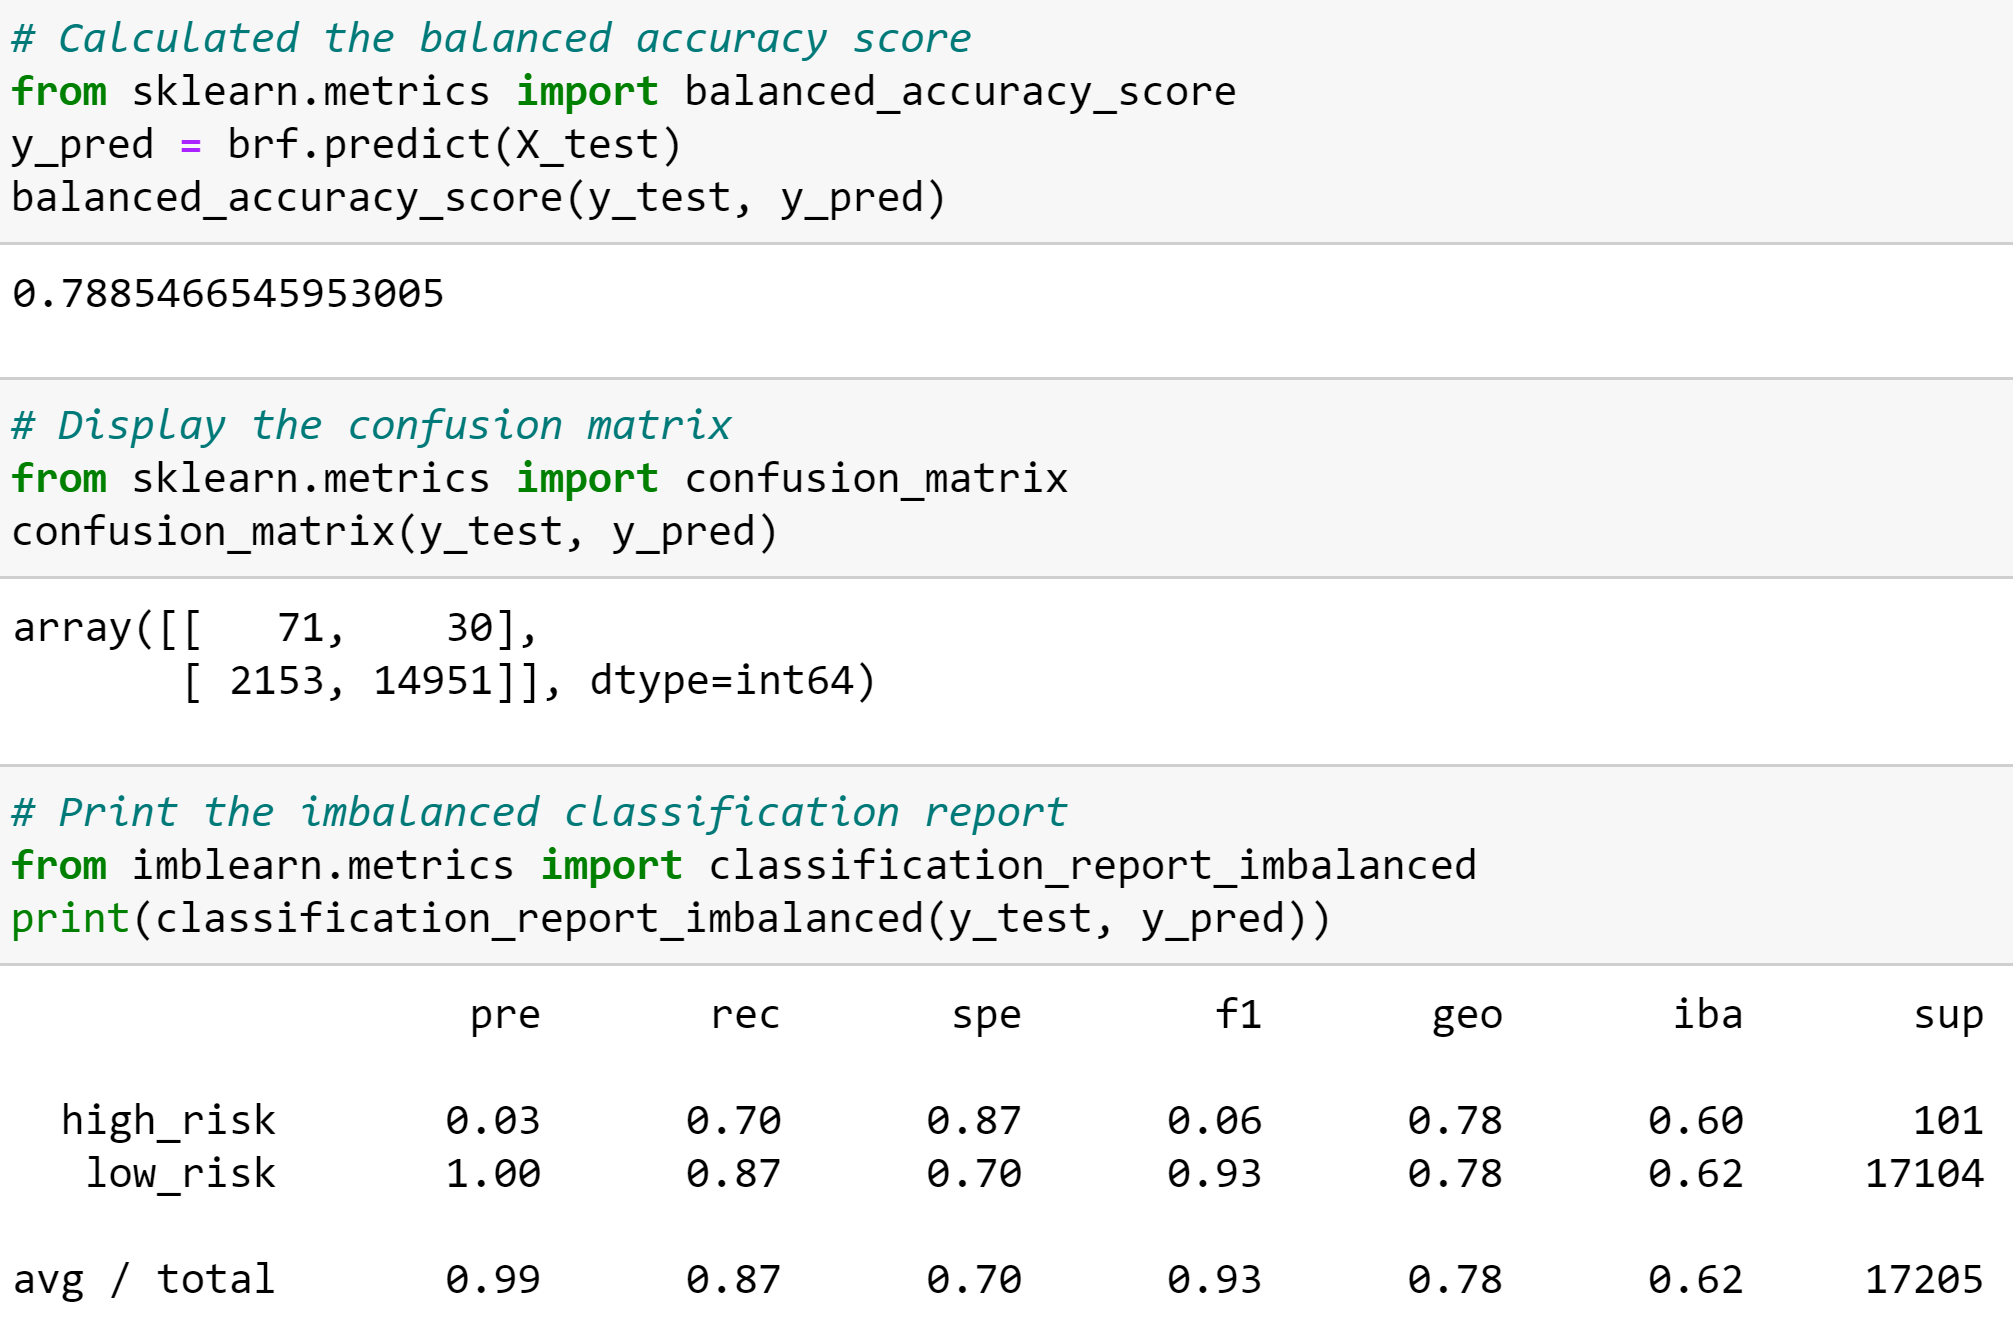 # Calculated the balanced accuracy score
from sklearn.metrics import balanced_accuracy_score
y_pred = brf.predict(X_test)
balanced_accuracy_score(y_test, y_pred)
0.7885466545953005
# Display the confusion matrix
from sklearn.metrics import confusion_matrix
confusion_matrix(y_test, y_pred)
array([[   71,    30],
       [ 2153, 14951]], dtype=int64)
# Print the imbalanced classification report
from imblearn.metrics import classification_report_imbalanced
print(classification_report_imbalanced(y_test, y_pred))
                   pre       rec       spe        f1       geo       iba       sup
  high_risk       0.03      0.70      0.87      0.06      0.78      0.60       101
   low_risk       1.00      0.87      0.70      0.93      0.78      0.62     17104
avg / total       0.99      0.87      0.70      0.93      0.78      0.62     17205